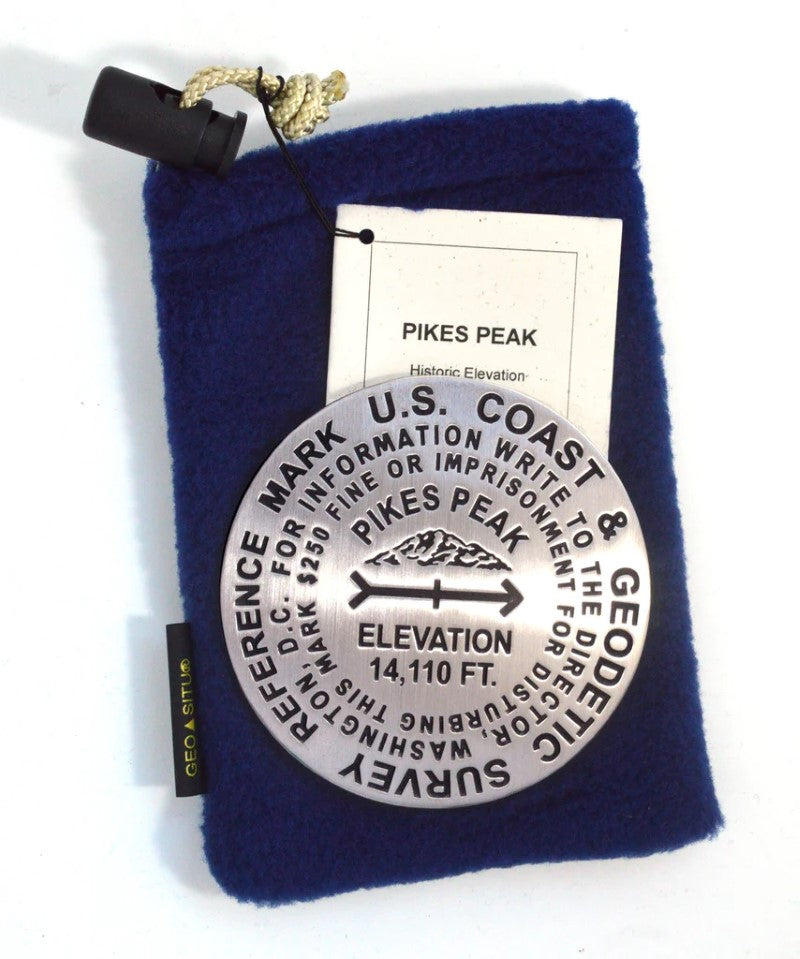 PIKES PEAK
Historic Elevation
U.S. COAST & GEODETIC SURVEY REFERENCE MARK
FOR INFORMATION WRITE TO THE DIRECTOR, WASHINGTON, D.C.
$250 FINE OR IMPRISONMENT FOR DISTURBING THIS MARK
PIKES PEAK
ELEVATION
14,110 FT.
GEO▲SITU®